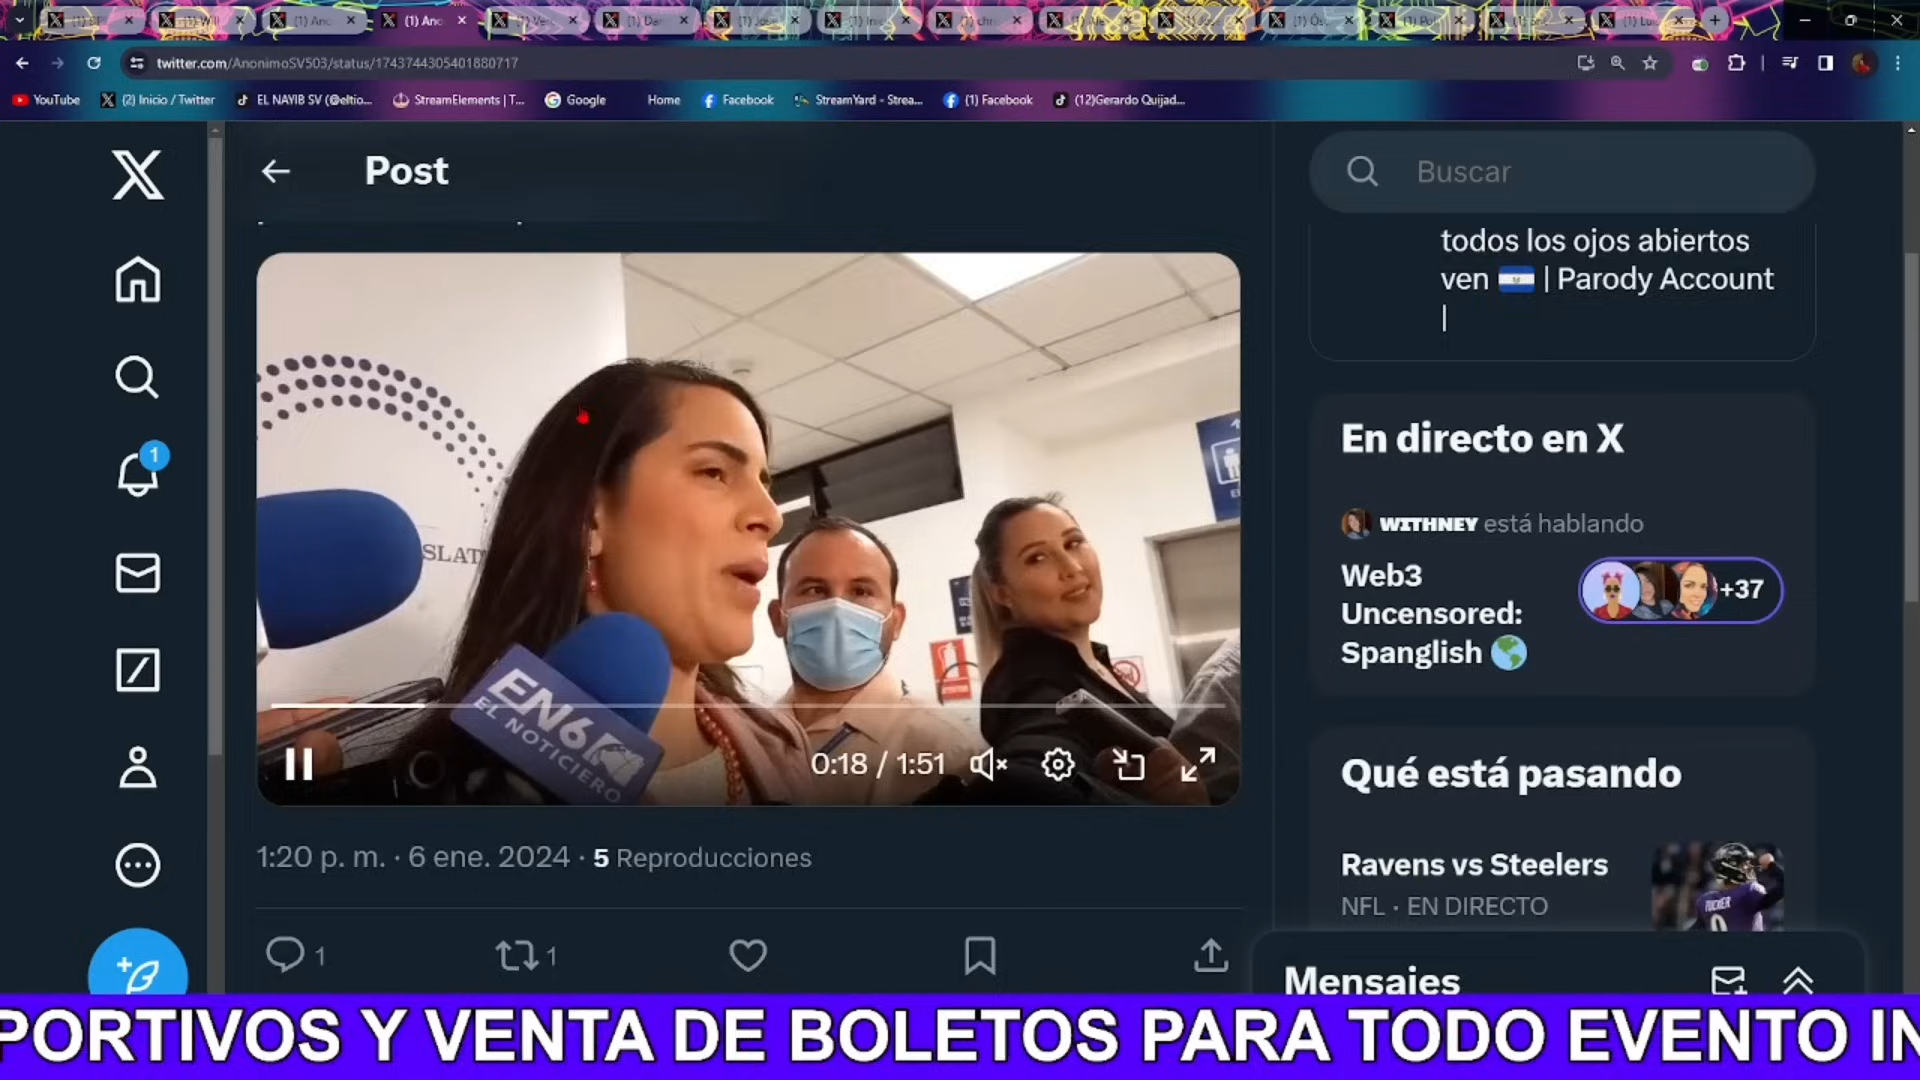 twitter.com/AnonimoSV503/status/1743744305401880717
YouTube
(2) Inicio / Twitter
EL NAYIB SV (@eltio...
StreamElements | T...
Google
Home
Facebook
StreamYard - Strea...
(1) Facebook
(12)Gerardo Quijad...
Post
Buscar
todos los ojos abiertos
ven 🇸🇻 | Parody Account
|
En directo en X
WITHNEY está hablando
Web3
Uncensored:
Spanglish 🌎
+37
SLAT
EN6
EL NOTICIERO
0:18 / 1:51
1
Qué está pasando
1:20 p. m. · 6 ene. 2024 · 5 Reproducciones
Ravens vs Steelers
NFL · EN DIRECTO
TUCKER
1
1
Mensajes
PORTIVOS Y VENTA DE BOLETOS PARA TODO EVENTO IN